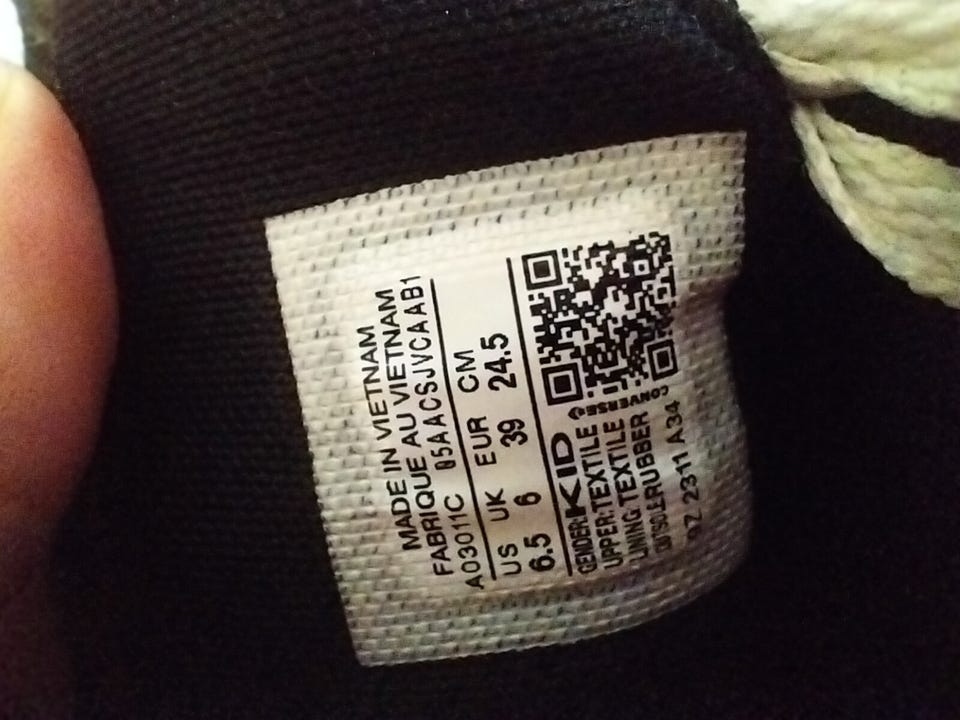 MADE IN VIETNAM
FABRIQUE AU VIETNAM
A03011C 05AACSJVCAAB1
US UK EUR CM
6.5 6 39 24.5
GENDER:KID
UPPER:TEXTILE
LINING:TEXTILE
OUTSOLE:RUBBER
2311 A34
CONVERSE